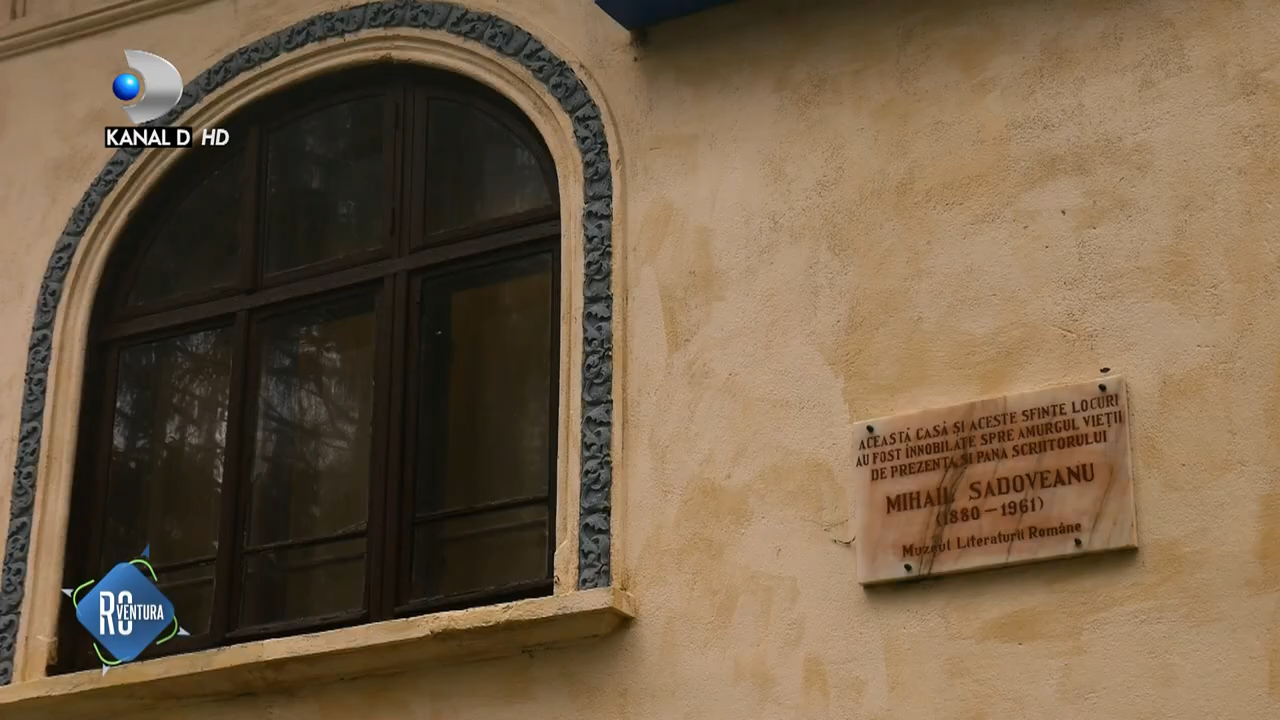 KANAL D HD
ACEASTĂ CASĂ ȘI ACESTE SFINTE LOCURI
AU FOST ÎNNOBILATE SPRE AMURGUL VIEȚII
DE PREZENȚA ȘI PANA SCRIITORULUI
MIHAIL SADOVEANU
(1880-1961)
Muzeul Literaturii Române
RO
VENTURA